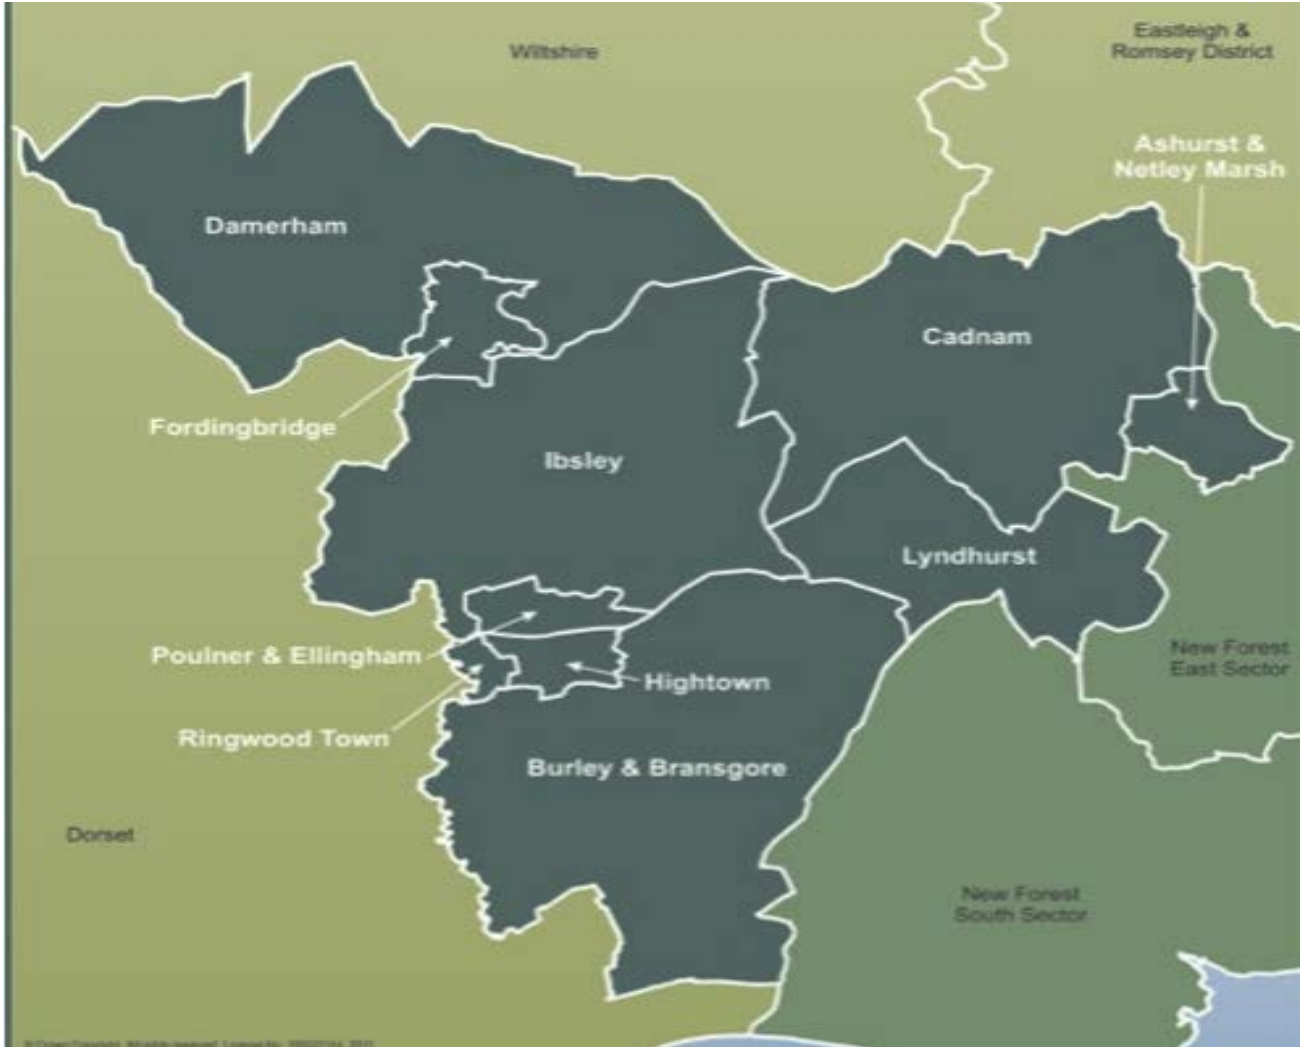 Wiltshire
Eastleigh &
Romsey District
Ashurst &
Netley Marsh
Damerham
Cadnam
Fordingbridge
Ibsley
Lyndhurst
Poulner & Ellingham
Hightown
New Forest
East Sector
Ringwood Town
Burley & Bransgore
Dorset
New Forest
South Sector